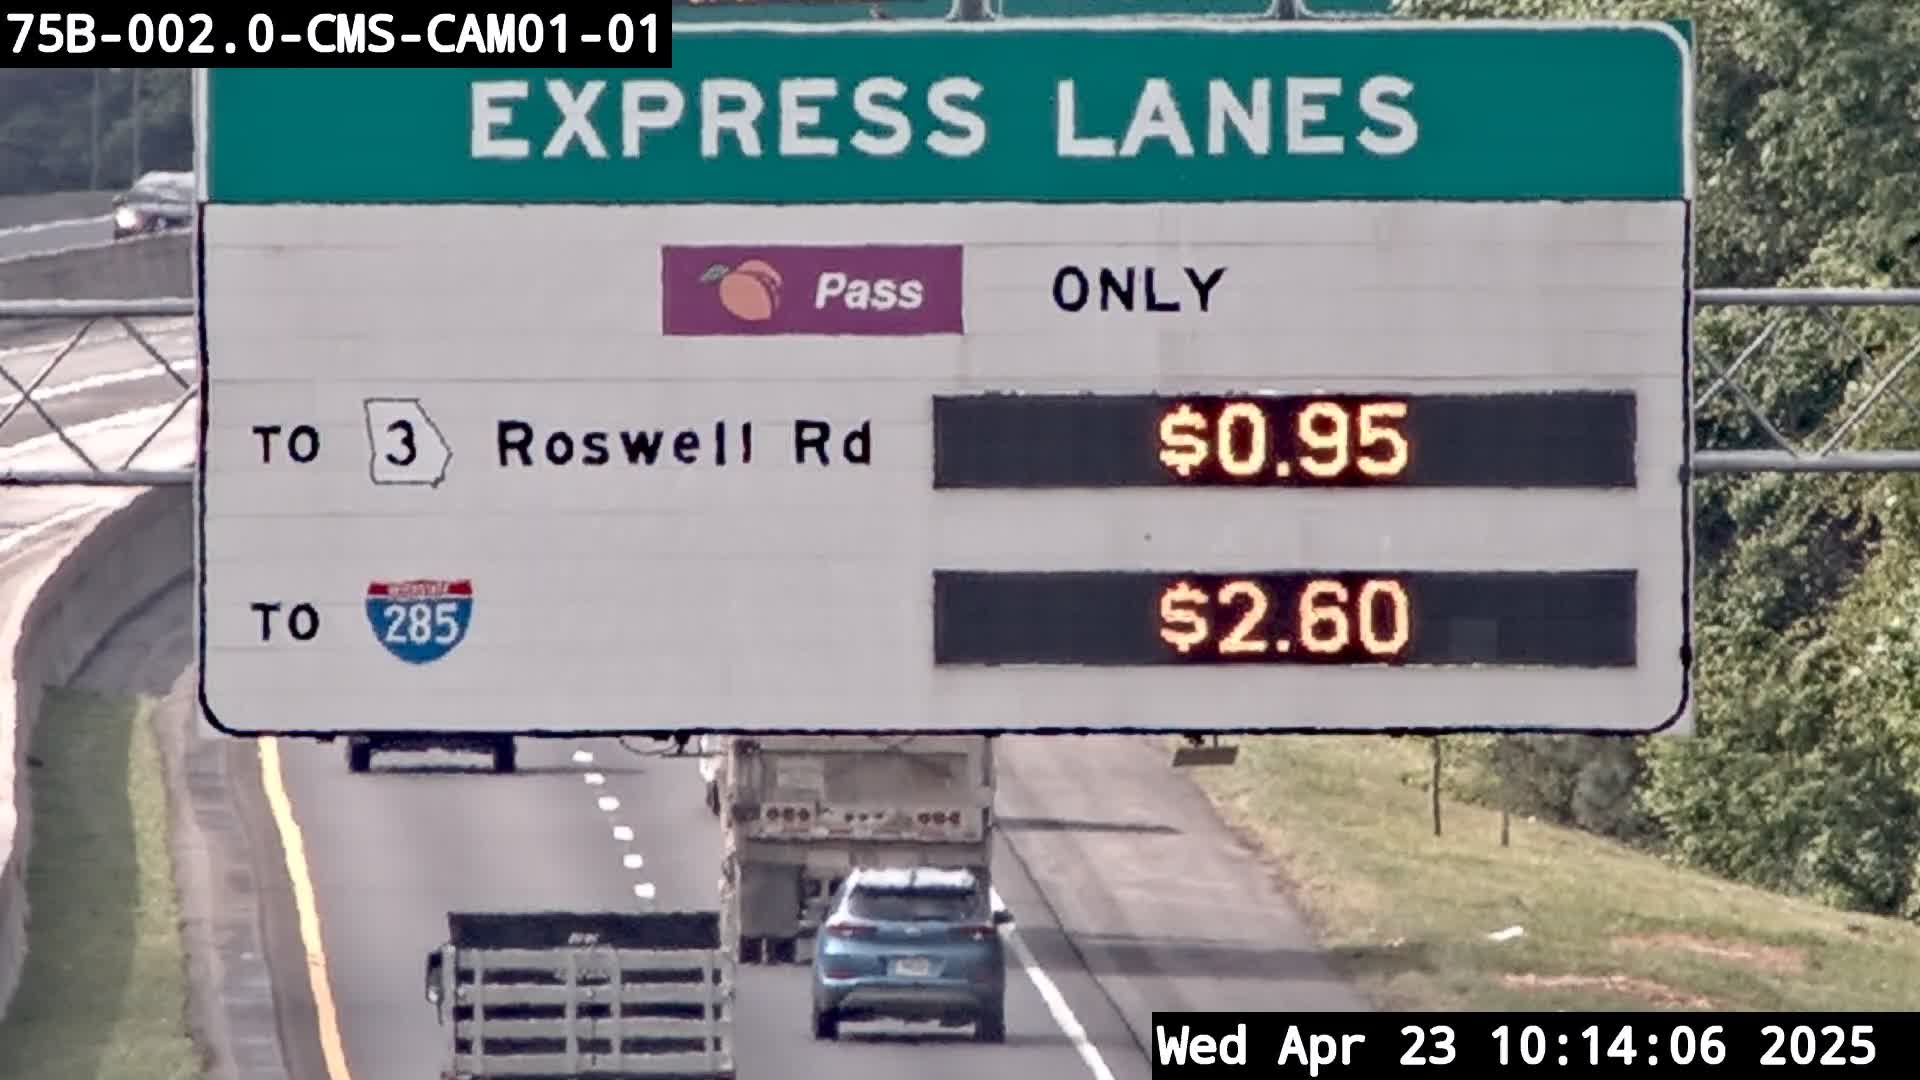 75B-002.0-CMS-CAM01-01
EXPRESS LANES
Pass ONLY
TO 3 Roswell Rd $0.95
INTERSTATE
TO 285 $2.60
Wed Apr 23 10:14:06 2025